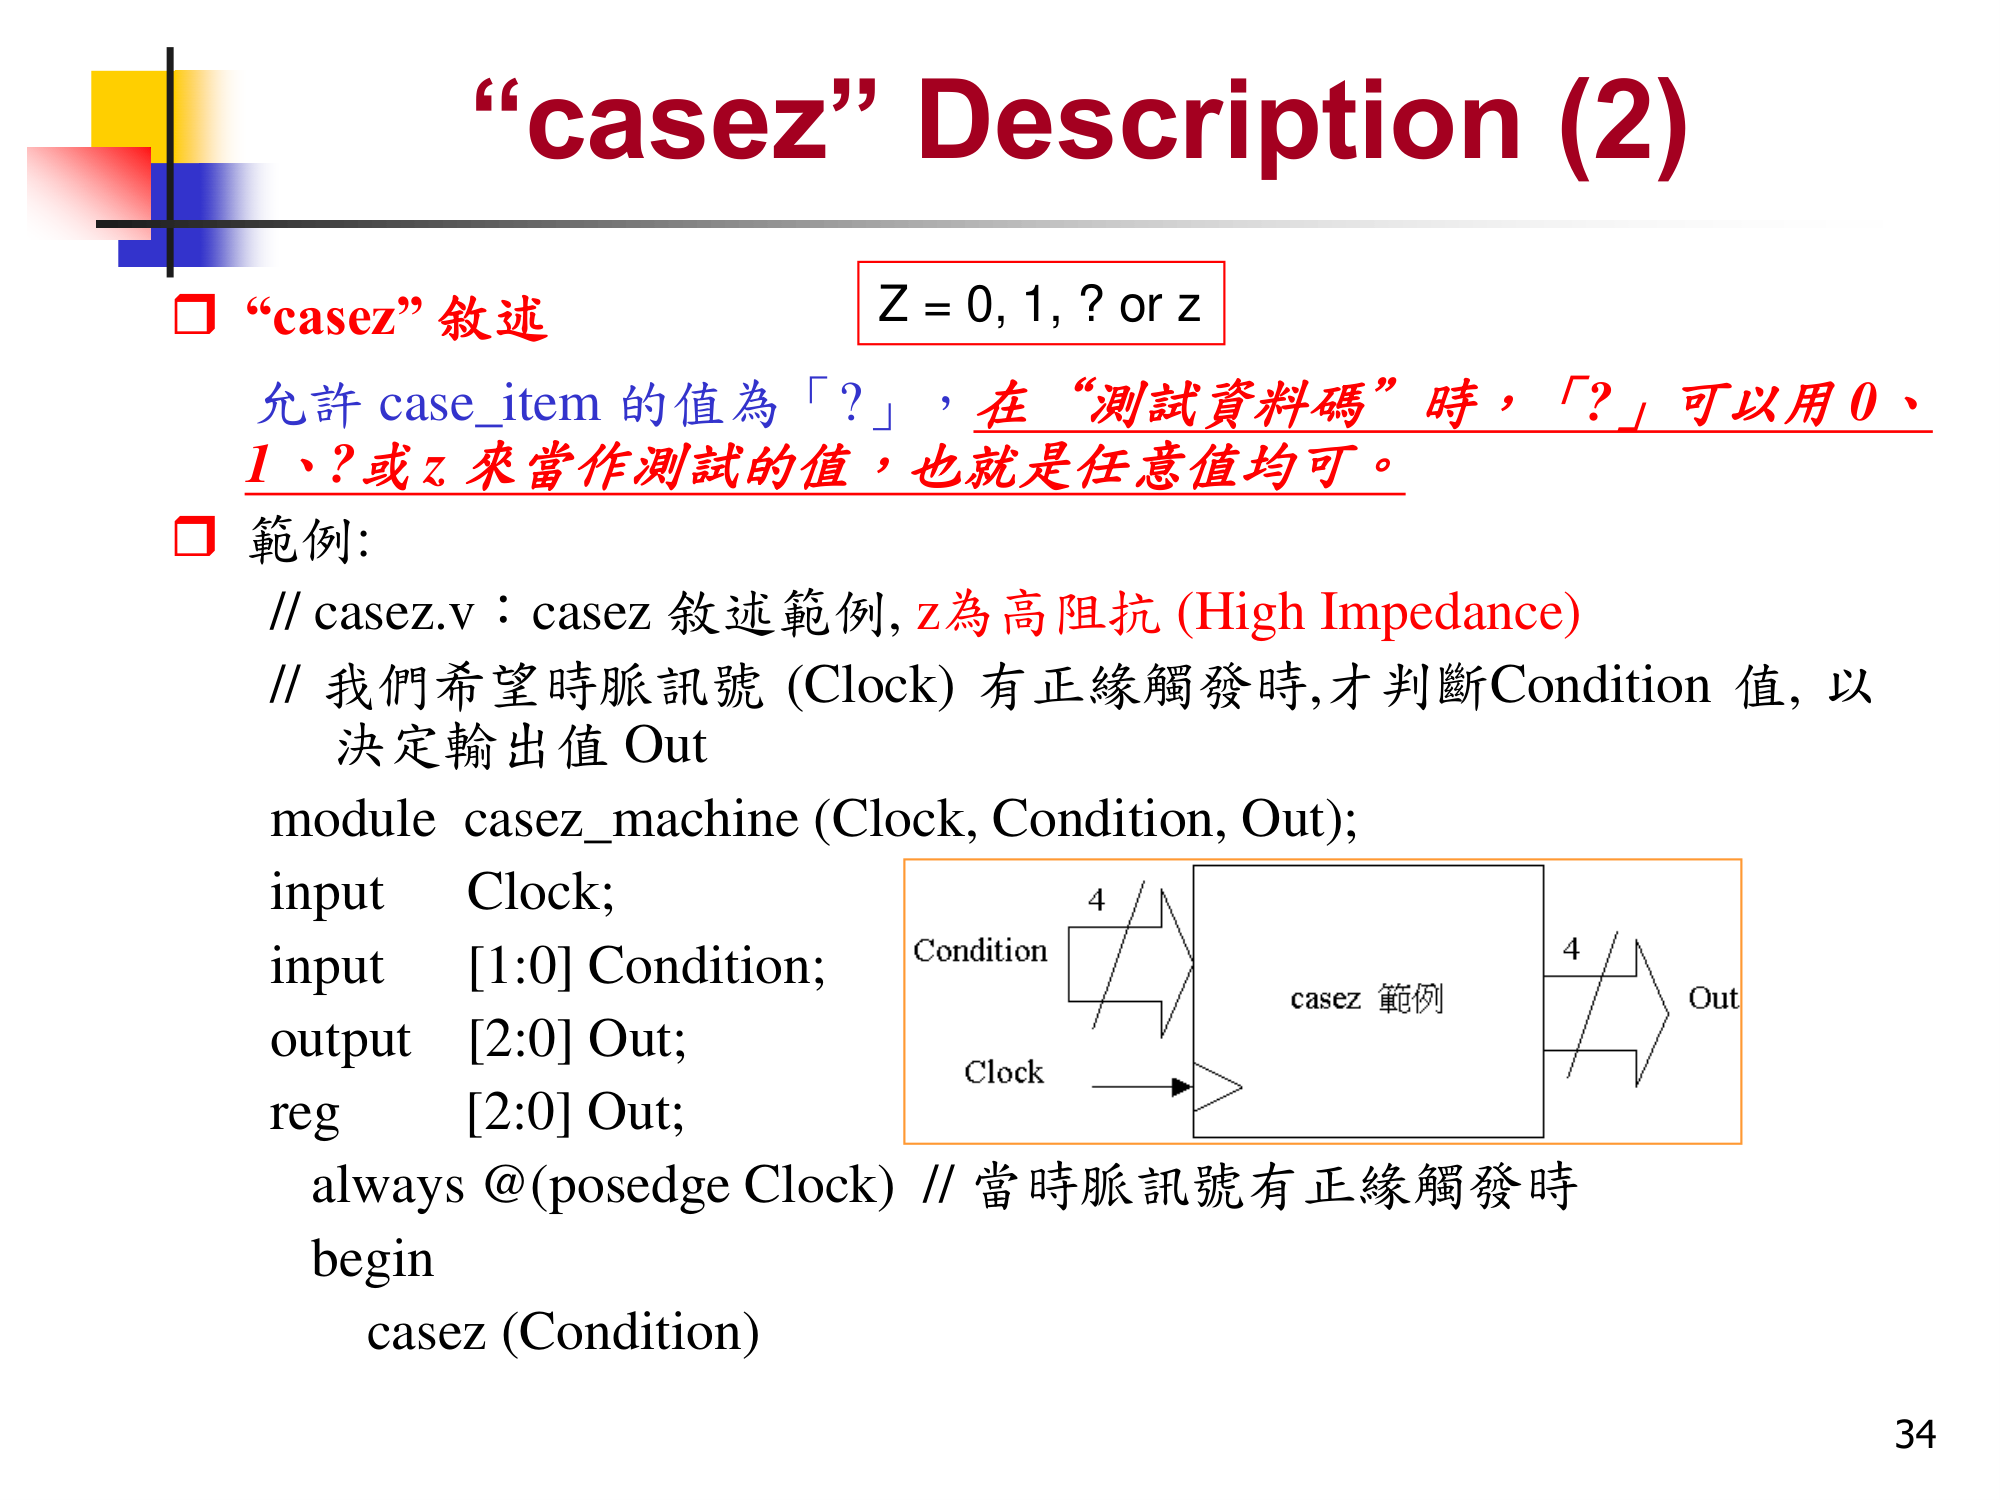 “casez” Description (2)
Z = 0, 1, ? or z
“casez” 敘述
允許 case_item 的值為「?」，在“測試資料碼”時，「?」可以用 0、
1、?或 z 來當作測試的值，也就是任意值均可。
範例:
// casez.v：casez 敘述範例, z為高阻抗 (High Impedance)
// 我們希望時脈訊號 (Clock) 有正緣觸發時,才判斷Condition 值, 以
決定輸出值 Out
module casez_machine (Clock, Condition, Out);
input Clock;
input [1:0] Condition;
output [2:0] Out;
reg [2:0] Out;
4
Condition
Clock
casez 範例
4
Out
always @(posedge Clock) // 當時脈訊號有正緣觸發時
begin
casez (Condition)
34